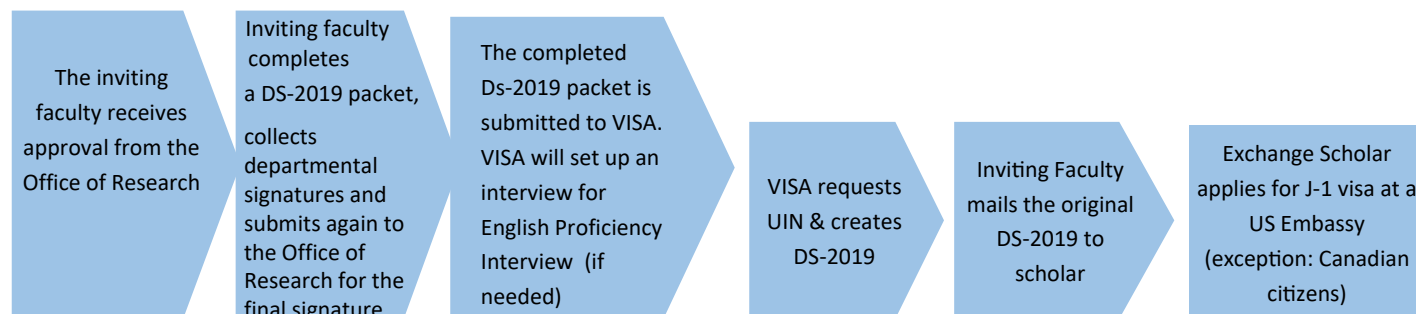 The inviting
faculty receives
approval from the
Office of Research
Inviting faculty
completes
a DS-2019 packet,
collects
departmental
signatures and
submits again to
the Office of
Research for the
final signature
The completed
Ds-2019 packet is
submitted to VISA.
VISA will set up an
interview for
English Proficiency
Interview (if
needed)
VISA requests
UIN & creates
DS-2019
Inviting Faculty
mails the original
DS-2019 to
scholar
Exchange Scholar
applies for J-1 visa at a
US Embassy
(exception: Canadian
citizens)